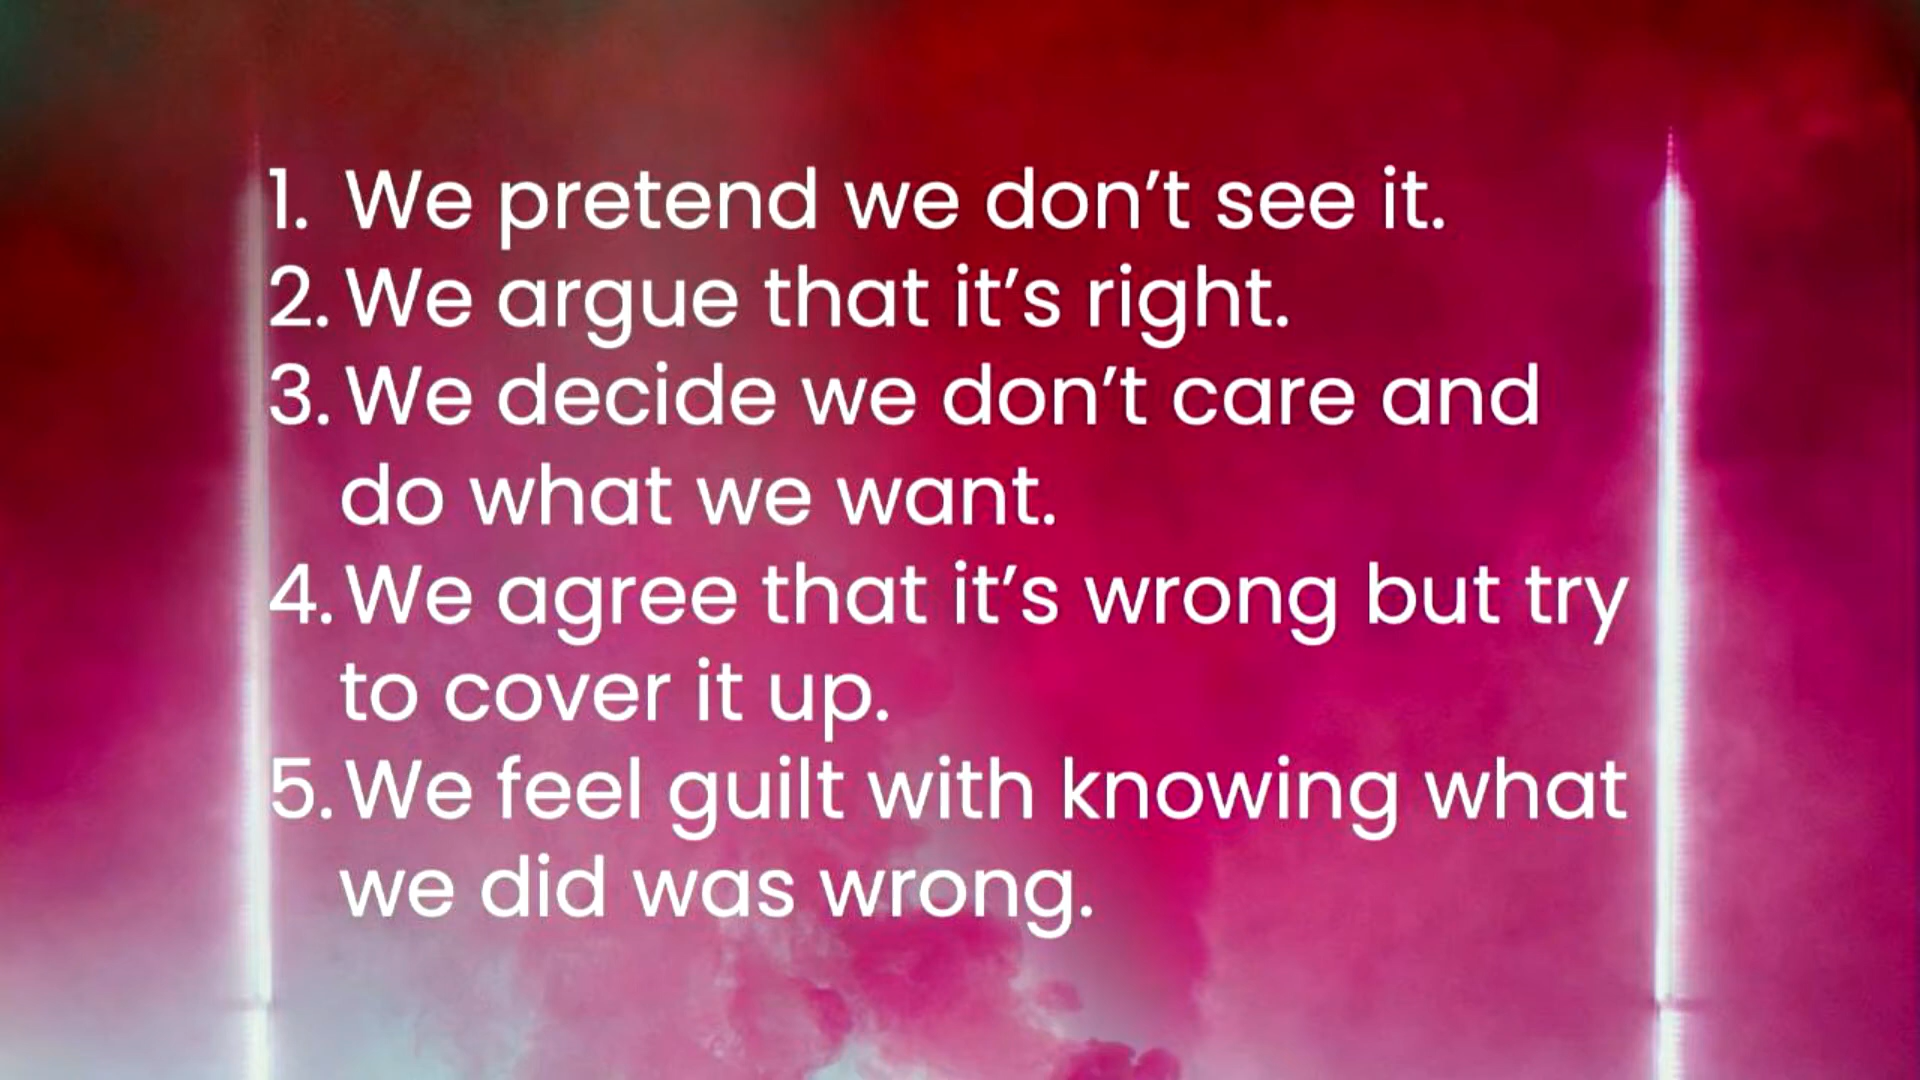 1. We pretend we don’t see it.
2. We argue that it’s right.
3. We decide we don’t care and
do what we want.
4. We agree that it’s wrong but try
to cover it up.
5. We feel guilt with knowing what
we did was wrong.